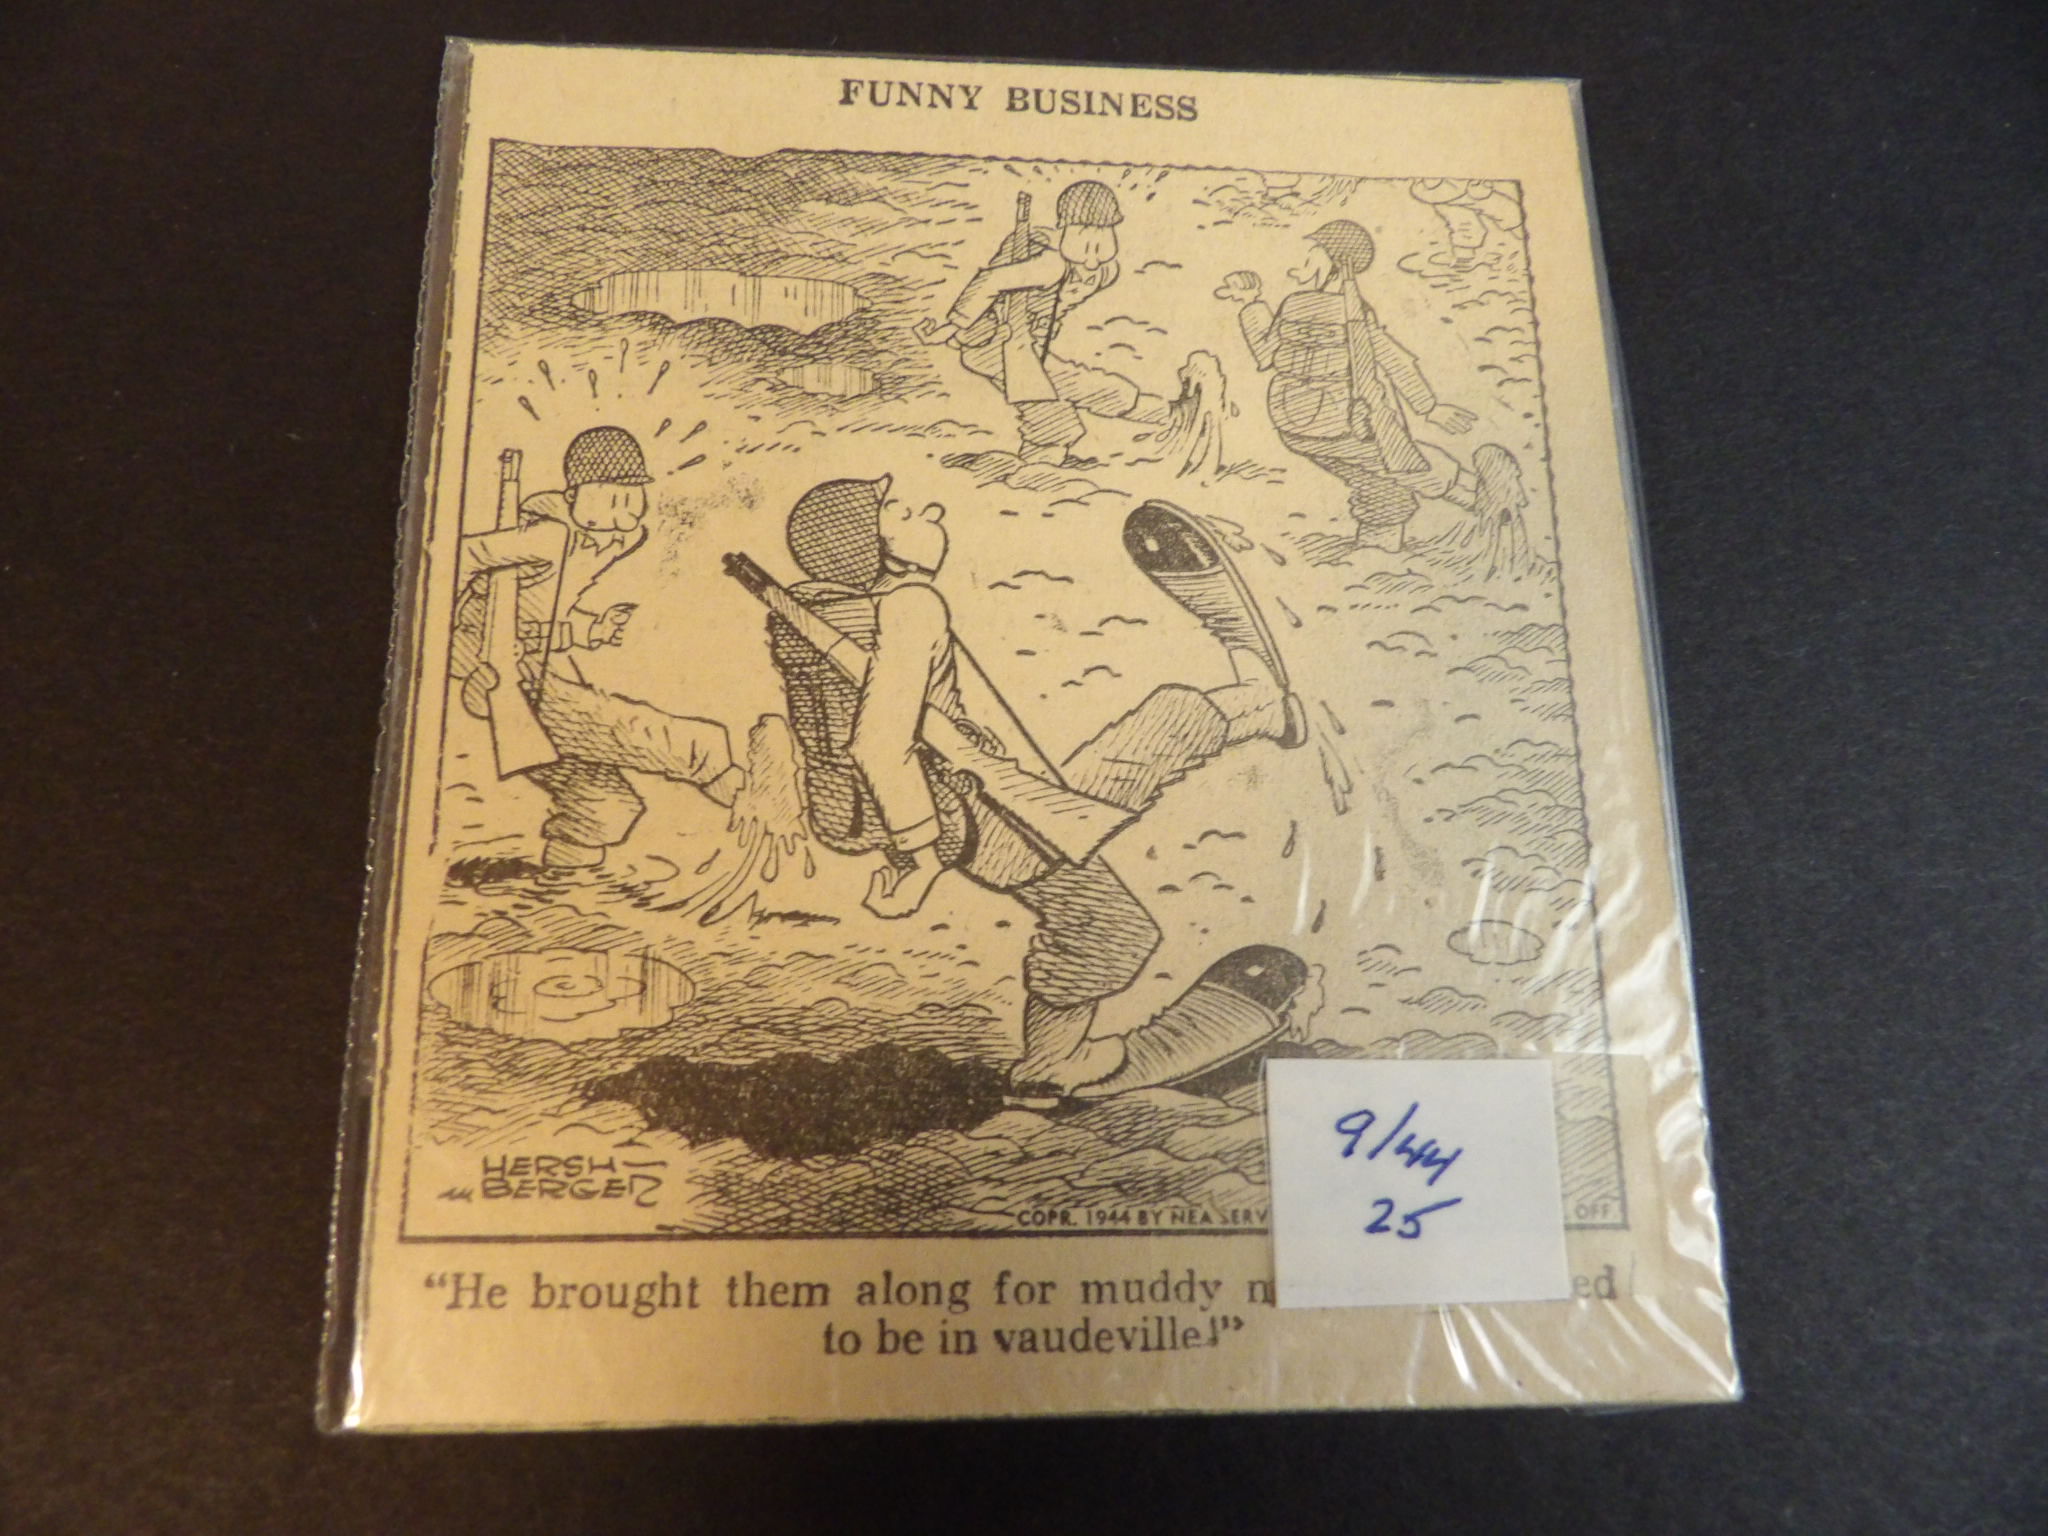 FUNNY BUSINESS
HERSH-
BERGER
COPR. 1944 BY NEA SERV
OFF.
9/44
25
"He brought them along for muddy
to be in vaudeville!"